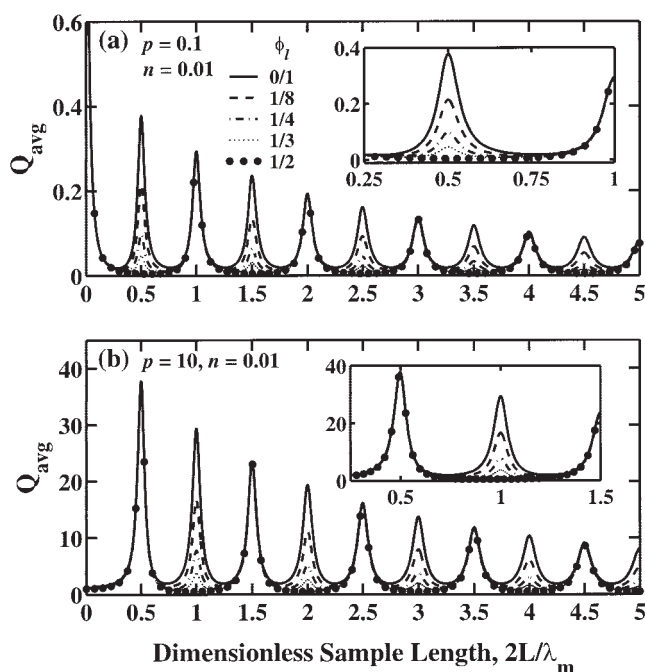 (a) p = 0.1
n = 0.01
ϕl
0/1
1/8
1/4
1/3
1/2
Qavg
0.6
0.4
0.2
0
0 0.5 1 1.5 2 2.5 3 3.5 4 4.5 5
0.4
0.2
0
0.25 0.5 0.75 1
(b) p = 10, n = 0.01
Qavg
40
30
20
10
0
0 0.5 1 1.5 2 2.5 3 3.5 4 4.5 5
40
20
0
0.5 1 1.5
Dimensionless Sample Length, 2L/λm